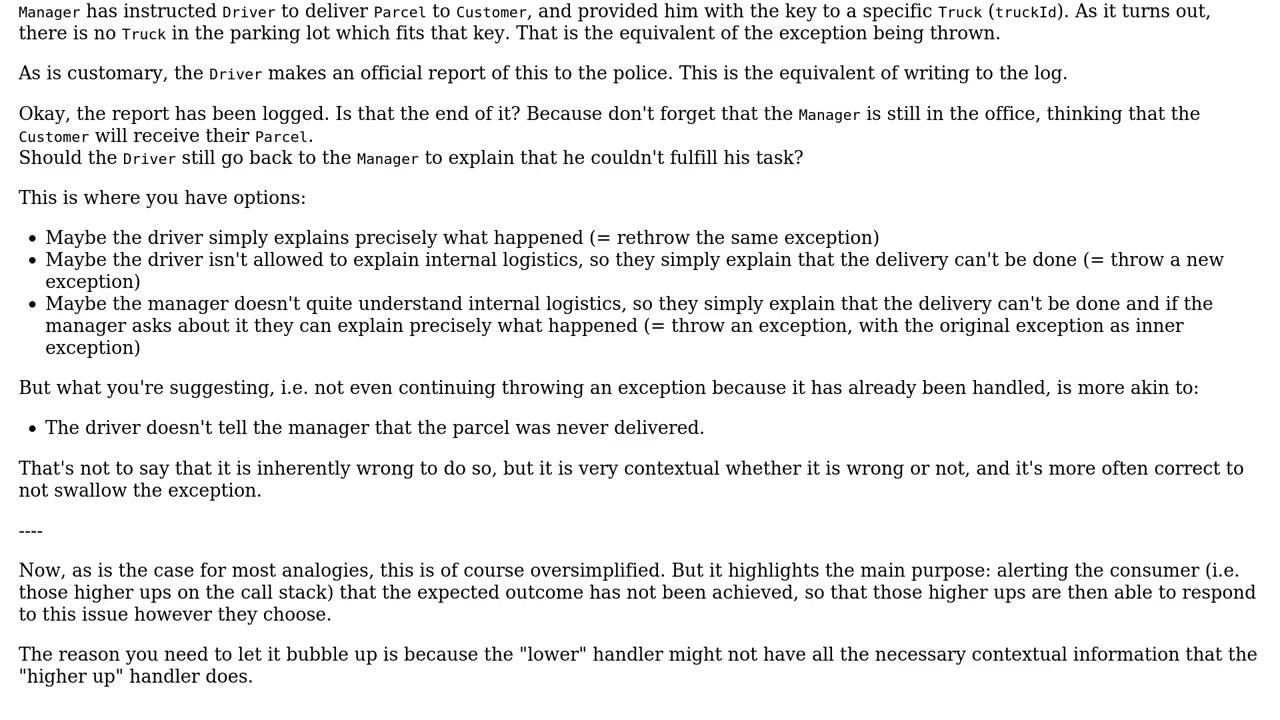 Manager has instructed Driver to deliver Parcel to Customer, and provided him with the key to a specific Truck (truckId). As it turns out,
there is no Truck in the parking lot which fits that key. That is the equivalent of the exception being thrown.
As is customary, the Driver makes an official report of this to the police. This is the equivalent of writing to the log.
Okay, the report has been logged. Is that the end of it? Because don't forget that the Manager is still in the office, thinking that the
Customer will receive their Parcel.
Should the Driver still go back to the Manager to explain that he couldn't fulfill his task?
This is where you have options:
• Maybe the driver simply explains precisely what happened (= rethrow the same exception)
• Maybe the driver isn't allowed to explain internal logistics, so they simply explain that the delivery can't be done (= throw a new
exception)
• Maybe the manager doesn't quite understand internal logistics, so they simply explain that the delivery can't be done and if the
manager asks about it they can explain precisely what happened (= throw an exception, with the original exception as inner
exception)
But what you're suggesting, i.e. not even continuing throwing an exception because it has already been handled, is more akin to:
• The driver doesn't tell the manager that the parcel was never delivered.
That's not to say that it is inherently wrong to do so, but it is very contextual whether it is wrong or not, and it's more often correct to
not swallow the exception.
----
Now, as is the case for most analogies, this is of course oversimplified. But it highlights the main purpose: alerting the consumer (i.e.
those higher ups on the call stack) that the expected outcome has not been achieved, so that those higher ups are then able to respond
to this issue however they choose.
The reason you need to let it bubble up is because the "lower" handler might not have all the necessary contextual information that the
"higher up" handler does.